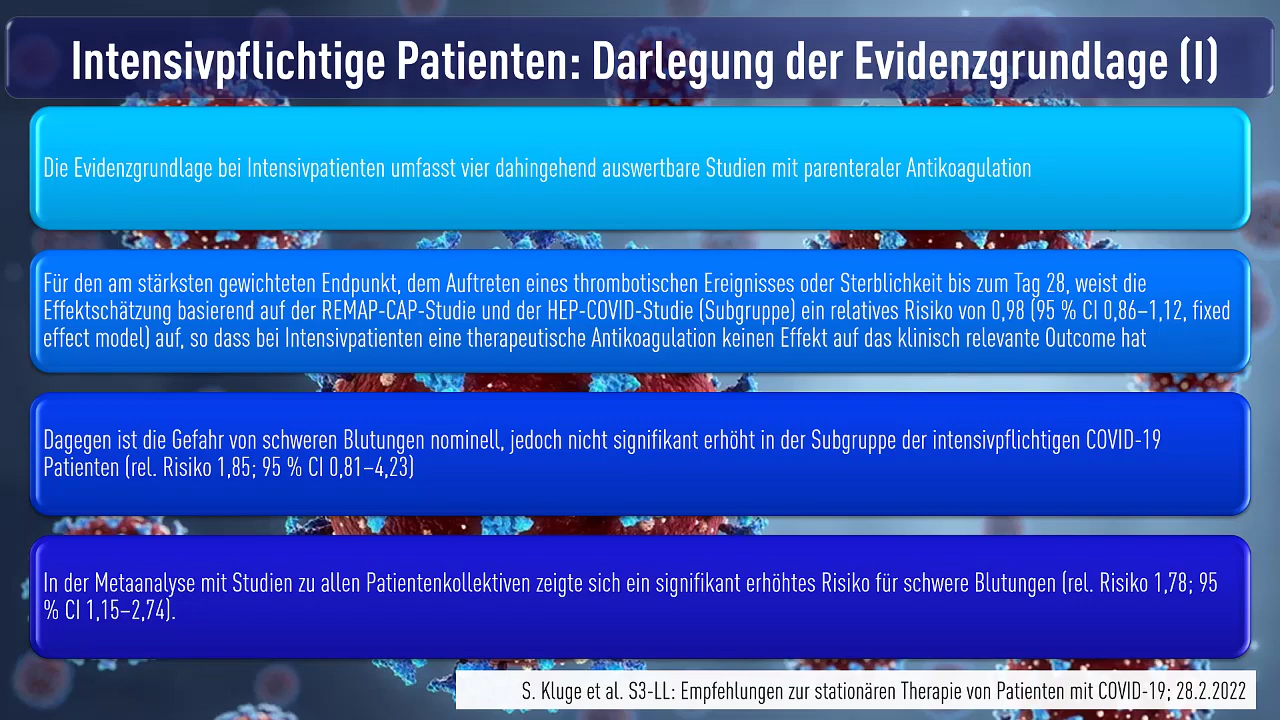 Intensivpflichtige Patienten: Darlegung der Evidenzgrundlage (I)
Die Evidenzgrundlage bei Intensivpatienten umfasst vier dahingehend auswertbare Studien mit parenteraler Antikoagulation
Für den am stärksten gewichteten Endpunkt, dem Auftreten eines thrombotischen Ereignisses oder Sterblichkeit bis zum Tag 28, weist die
Effektschätzung basierend auf der REMAP-CAP-Studie und der HEP-COVID-Studie (Subgruppe) ein relatives Risiko von 0,98 (95 % CI 0,86–1,12, fixed
effect model) auf, so dass bei Intensivpatienten eine therapeutische Antikoagulation keinen Effekt auf das klinisch relevante Outcome hat
Dagegen ist die Gefahr von schweren Blutungen nominell, jedoch nicht signifikant erhöht in der Subgruppe der intensivpflichtigen COVID-19
Patienten (rel. Risiko 1,85; 95 % CI 0,81–4,23)
In der Metaanalyse mit Studien zu allen Patientenkollektiven zeigte sich ein signifikant erhöhtes Risiko für schwere Blutungen (rel. Risiko 1,78; 95
% CI 1,15–2,74).
S. Kluge et al. S3-LL: Empfehlungen zur stationären Therapie von Patienten mit COVID-19; 28.2.2022